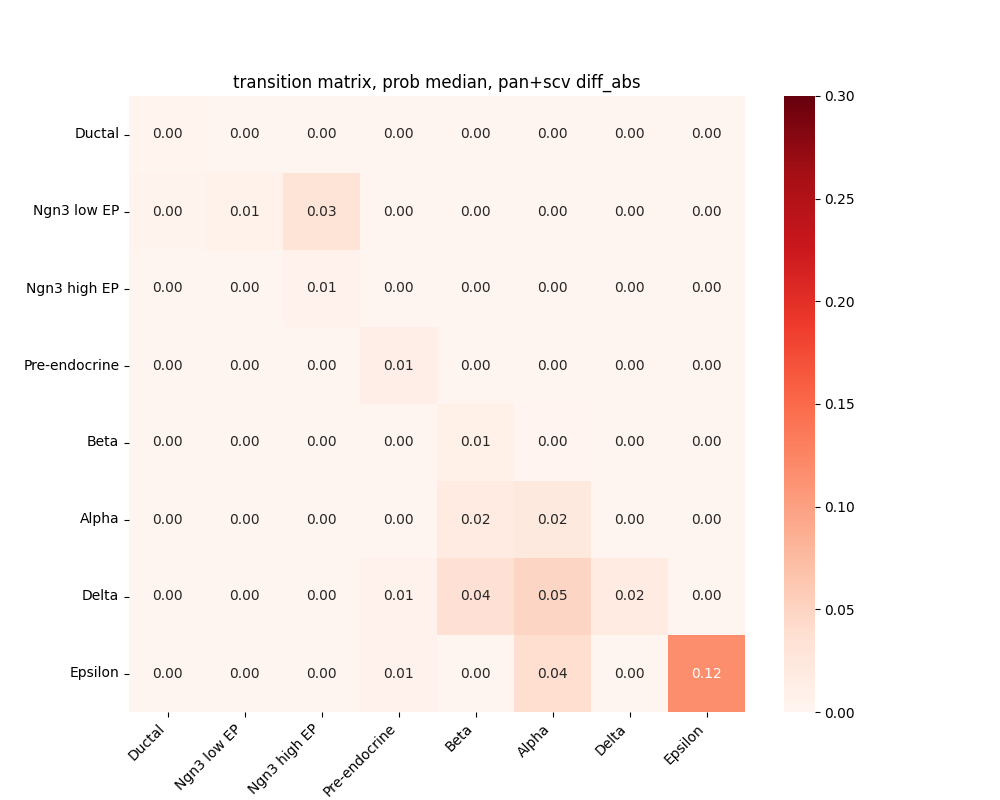 transition matrix, prob median, pan+scv diff_abs
Ductal 0.00 0.00 0.00 0.00 0.00 0.00 0.00 0.00
Ngn3 low EP 0.00 0.01 0.03 0.00 0.00 0.00 0.00 0.00
Ngn3 high EP 0.00 0.00 0.01 0.00 0.00 0.00 0.00 0.00
Pre-endocrine 0.00 0.00 0.00 0.01 0.00 0.00 0.00 0.00
Beta 0.00 0.00 0.00 0.00 0.01 0.00 0.00 0.00
Alpha 0.00 0.00 0.00 0.00 0.02 0.02 0.00 0.00
Delta 0.00 0.00 0.00 0.01 0.04 0.05 0.02 0.00
Epsilon 0.00 0.00 0.00 0.01 0.00 0.04 0.00 0.12
Ductal Ngn3 low EP Ngn3 high EP Pre-endocrine Beta Alpha Delta Epsilon
0.30
0.25
0.20
0.15
0.10
0.05
0.00